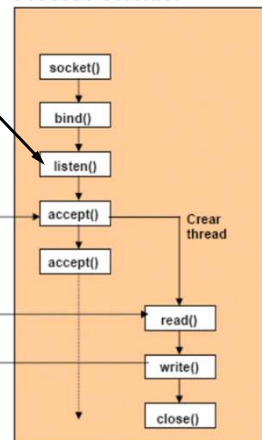 socket()
bind()
listen()
accept()
Crear
thread
accept()
read()
write()
close()